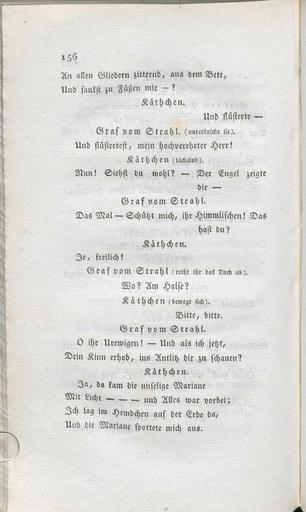 156
An allen Gliedern zitternd, aus dem Bett,
Und sankst zu Füßen mir —?
Käthchen.
Und flüsterte —
Graf vom Strahl. (unterbricht sie).
Und flüstertest, mein hochverehrter Herr!
Käthchen (lächelnd).
Nun! Siehst du wohl? — Der Engel zeigte
dir —
Graf vom Strahl.
Das Mal — Schützt mich, ihr Himmlischen! Das
hast du?
Käthchen.
Je, freilich!
Graf vom Strahl (reißt ihr das Tuch ab).
Wo? Am Halse?
Käthchen (bewegt sich).
Bitte, bitte.
Graf vom Strahl.
O ihr Urewigen! — Und als ich jetzt,
Dein Kinn erhob, ins Antlitz dir zu schauen?
Käthchen.
Ja, da kam die unselige Mariane
Mit Licht — — — und Alles war vorbei;
Ich lag im Hemdchen auf der Erde da,
Und die Mariane spottete mich aus.